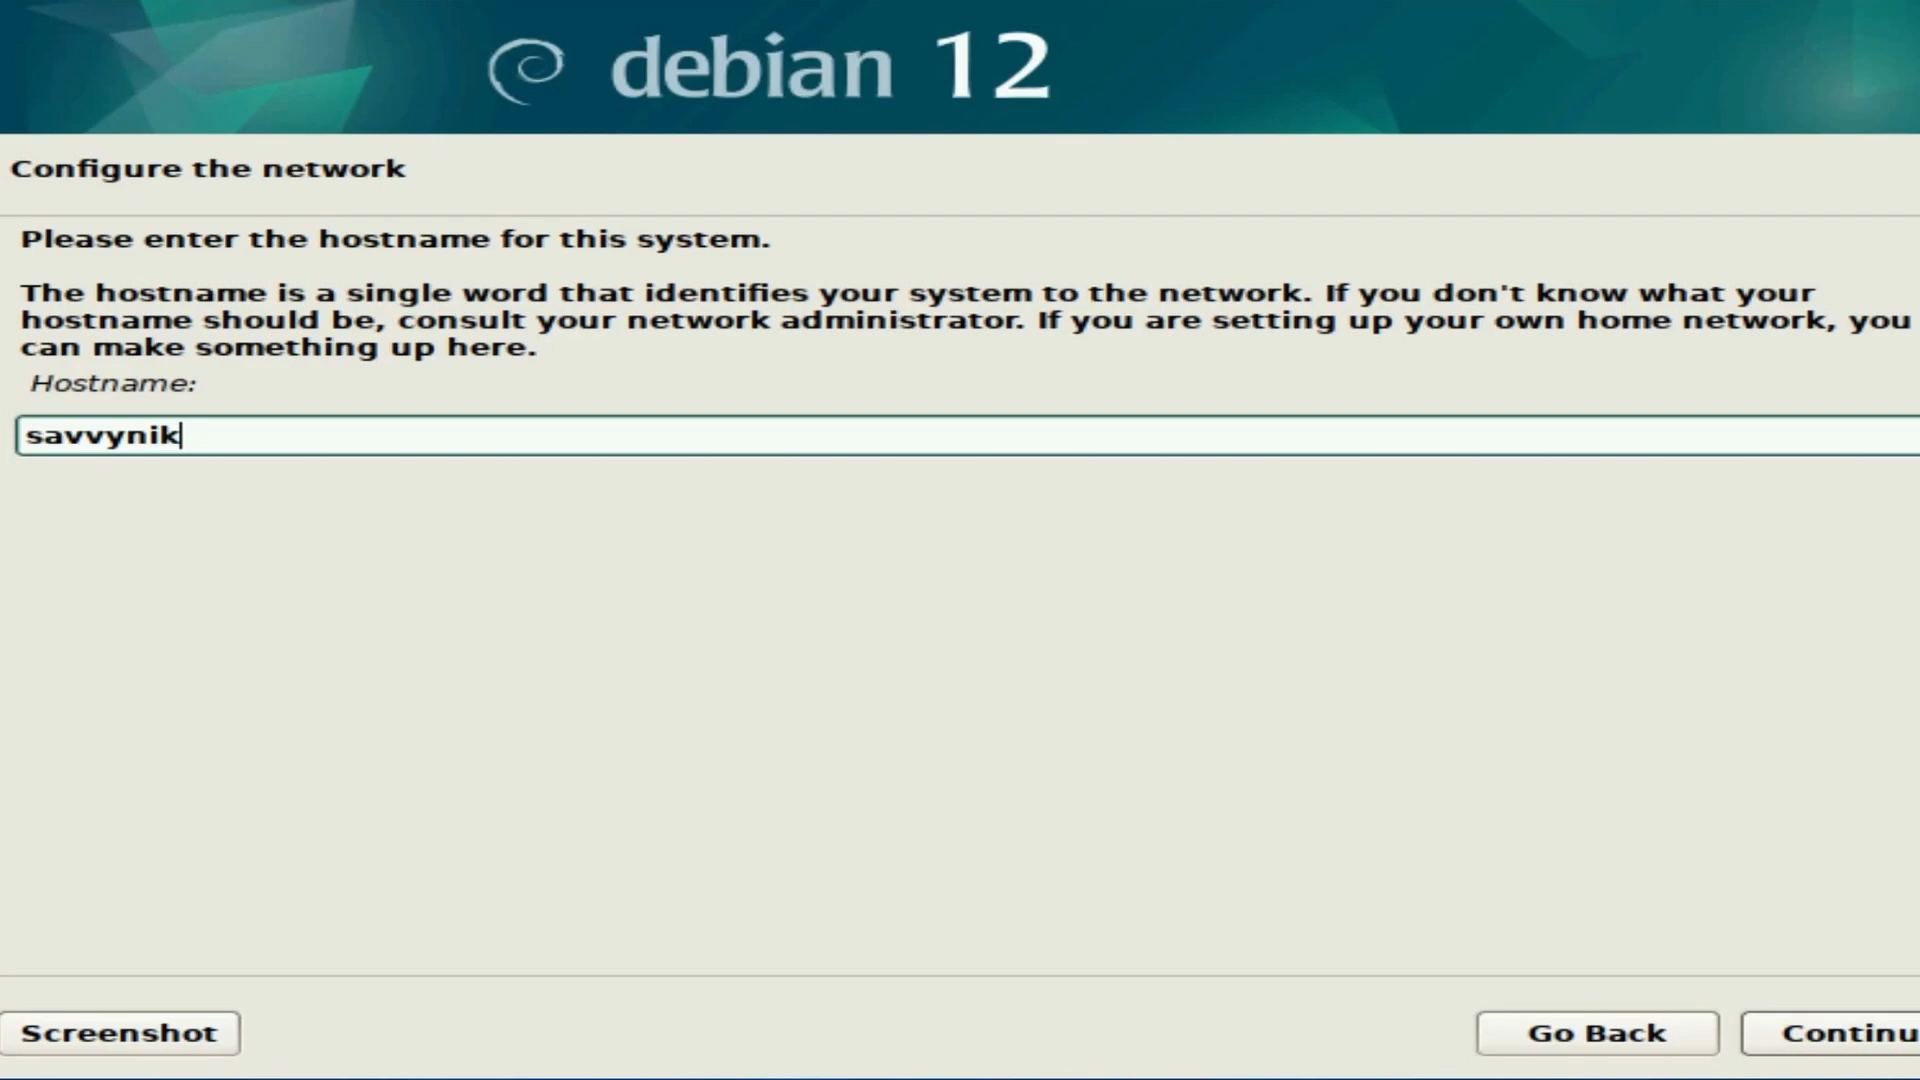 debian 12
Configure the network
Please enter the hostname for this system.
The hostname is a single word that identifies your system to the network. If you don't know what your
hostname should be, consult your network administrator. If you are setting up your own home network, you
can make something up here.
Hostname:
savvynik
Screenshot
Go Back
Continu